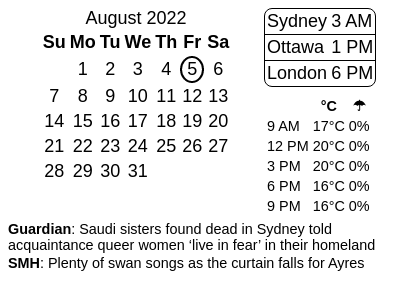 August 2022
Su Mo Tu We Th Fr Sa
1 2 3 4 5 6
7 8 9 10 11 12 13
14 15 16 17 18 19 20
21 22 23 24 25 26 27
28 29 30 31
Sydney 3 AM
Ottawa 1 PM
London 6 PM
°C ☂
9 AM 17°C 0%
12 PM 20°C 0%
3 PM 20°C 0%
6 PM 16°C 0%
9 PM 16°C 0%
Guardian: Saudi sisters found dead in Sydney told
acquaintance queer women ‘live in fear’ in their homeland
SMH: Plenty of swan songs as the curtain falls for Ayres